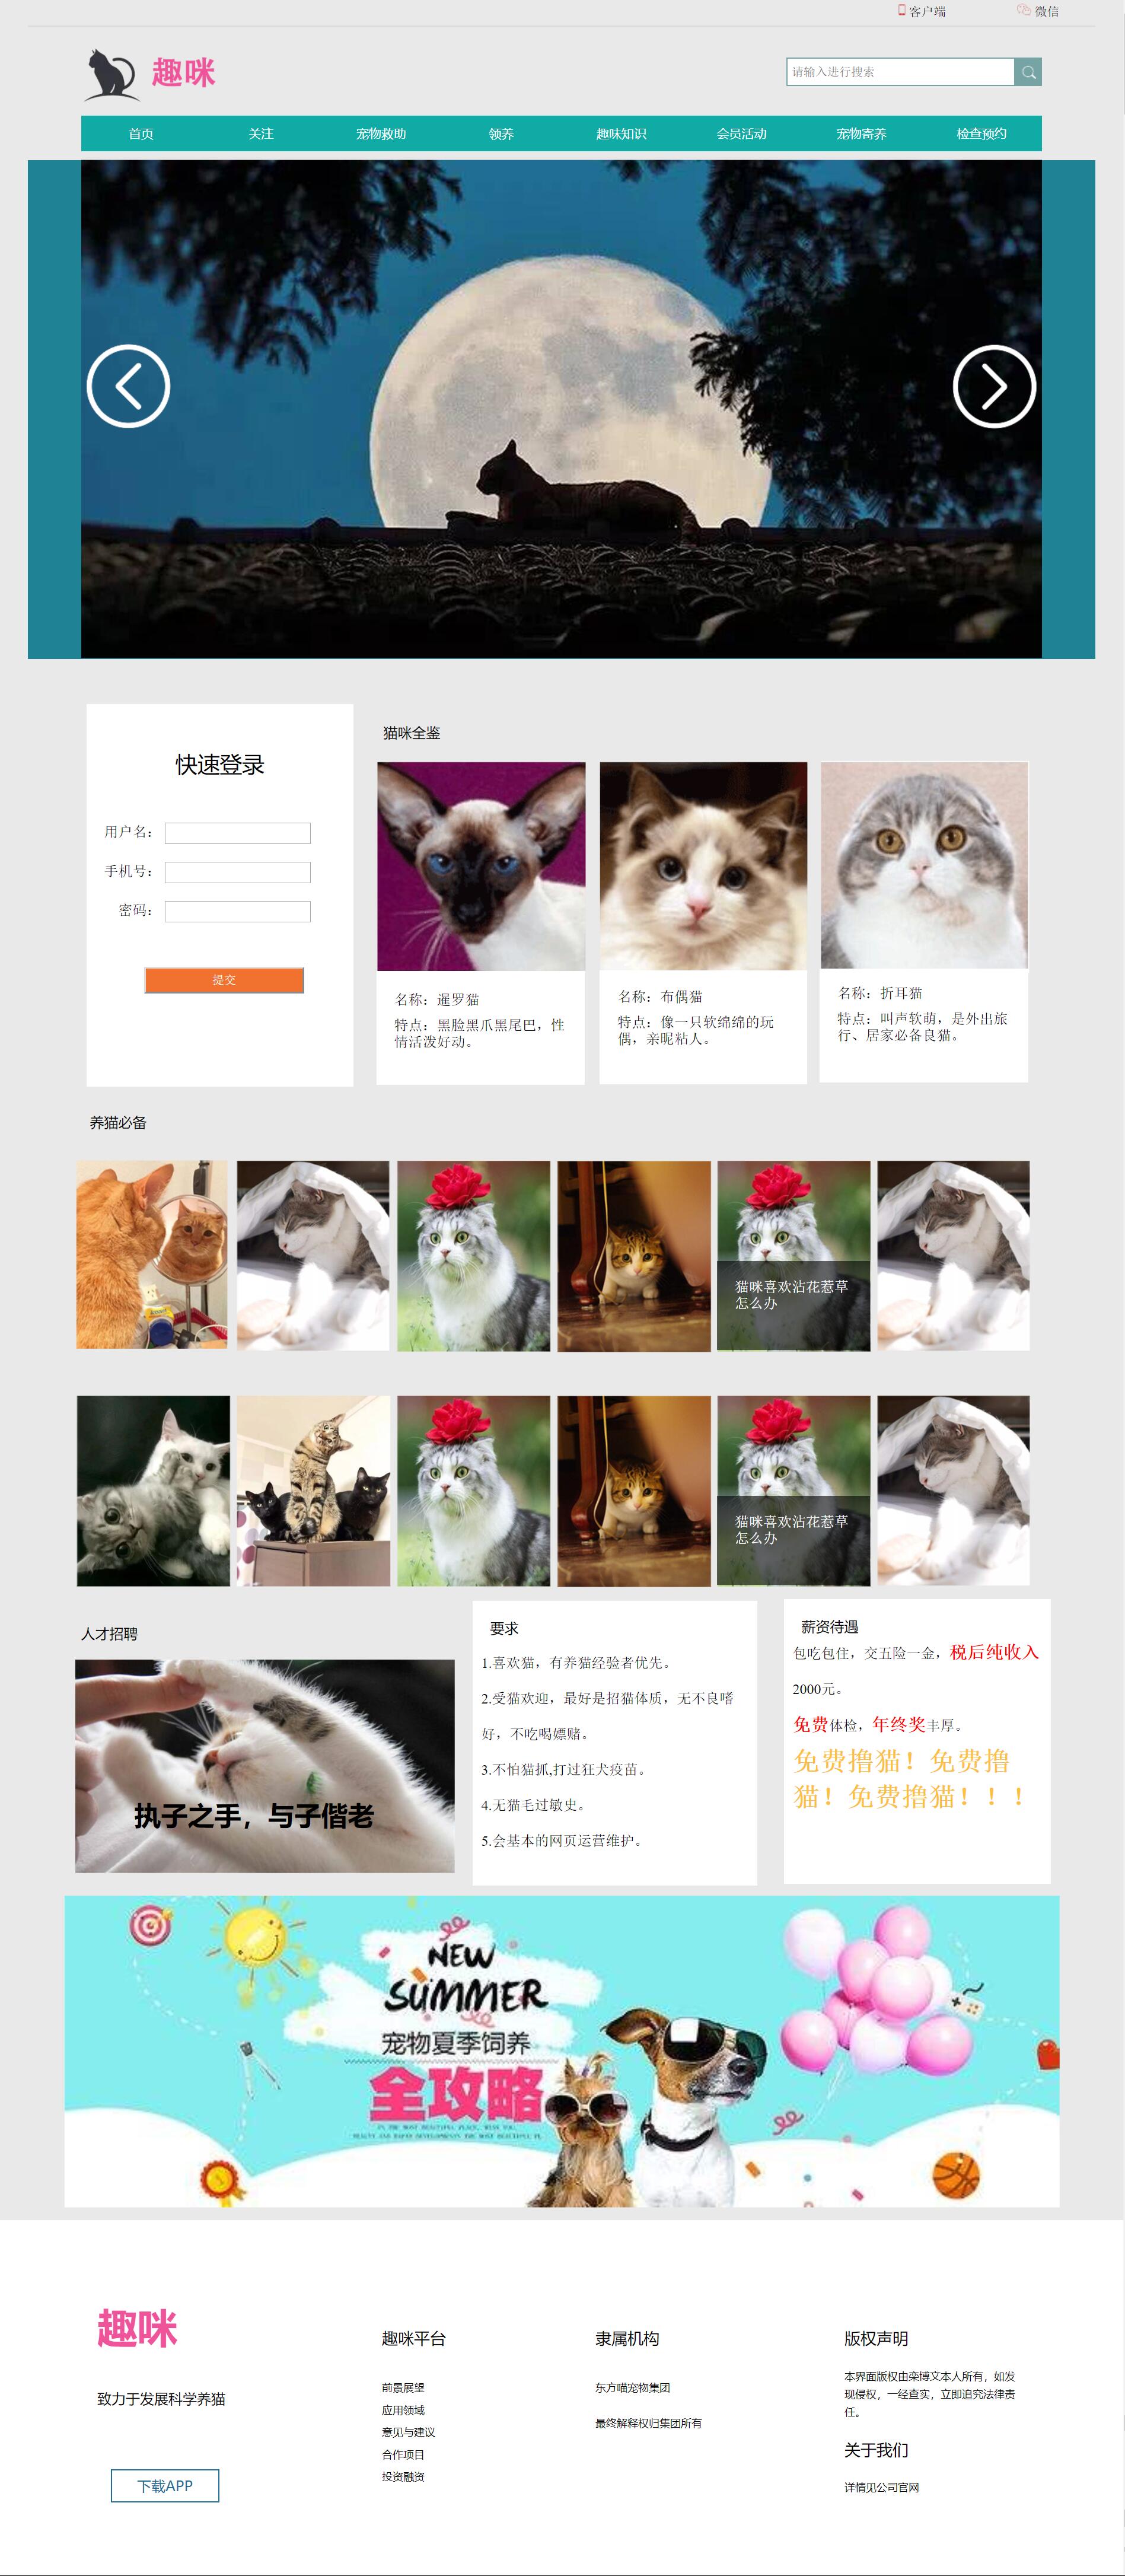 客户端
微信
趣咪
请输入进行搜索
首页
关注
宠物救助
领养
趣味知识
会员活动
宠物寄养
检查预约
快速登录
用户名：
手机号：
密码：
提交
猫咪全鉴
名称：暹罗猫
特点：黑脸黑爪黑尾巴，性
情活泼好动。
名称：布偶猫
特点：像一只软绵绵的玩
偶，亲昵粘人。
名称：折耳猫
特点：叫声软萌，是外出旅
行、居家必备良猫。
养猫必备
猫咪喜欢沾花惹草
怎么办
猫咪喜欢沾花惹草
怎么办
人才招聘
执子之手，与子偕老
要求
1.喜欢猫，有养猫经验者优先。
2.受猫欢迎，最好是招猫体质，无不良嗜
好，不吃喝嫖赌。
3.不怕猫抓,打过狂犬疫苗。
4.无猫毛过敏史。
5.会基本的网页运营维护。
薪资待遇
包吃包住，交五险一金，税后纯收入
2000元。
免费体检，年终奖丰厚。
免费撸猫！免费撸
猫！免费撸猫！！！
NEW
SUMMER
宠物夏季饲养
全攻略
趣咪
致力于发展科学养猫
下载APP
趣咪平台
前景展望
应用领域
意见与建议
合作项目
投资融资
隶属机构
东方喵宠物集团
最终解释权归集团所有
版权声明
本界面版权由栾博文本人所有，如发
现侵权，一经查实，立即追究法律责
任。
关于我们
详情见公司官网